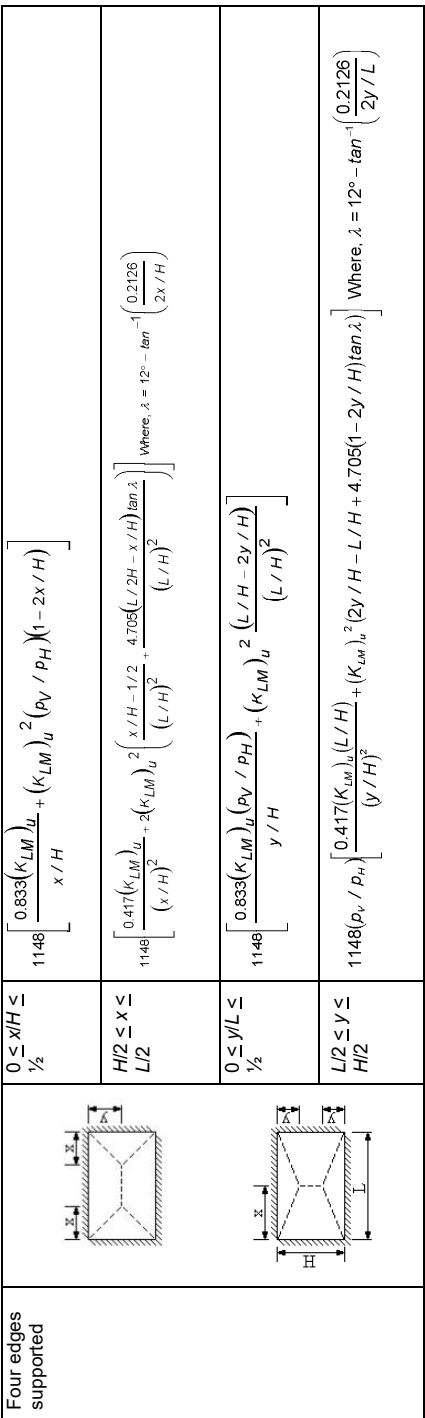 Four edges
supported
x
x
y
x
y
y
H
L
0 ≤ x/H ≤
½
1148[0.833(K_LM)_u / (x / H) + (K_LM)_u^2 (p_V / p_H)(1 − 2x / H)]
H/2 ≤ x ≤
L/2
1148[0.417(K_LM)_u / (x / H)^2 + 2(K_LM)_u^2 ((x / H − 1/2) / (L / H)^2 + 4.705(L / 2H − x / H) tan λ / (L / H)^2)] Where, λ = 12° − tan^−1 (0.2126 / (2x / H))
0 ≤ y/L ≤
½
1148[0.833(K_LM)_u (p_V / p_H) / (y / H) + (K_LM)_u^2 (L / H − 2y / H) / (L / H)^2]
L/2 ≤ y ≤
H/2
1148(p_V / p_H)[0.417(K_LM)_u (L / H) / (y / H)^2 + (K_LM)_u^2 (2y / H − L / H + 4.705(1 − 2y / H)tan λ)] Where, λ = 12° − tan^−1 (0.2126 / (2y / L))